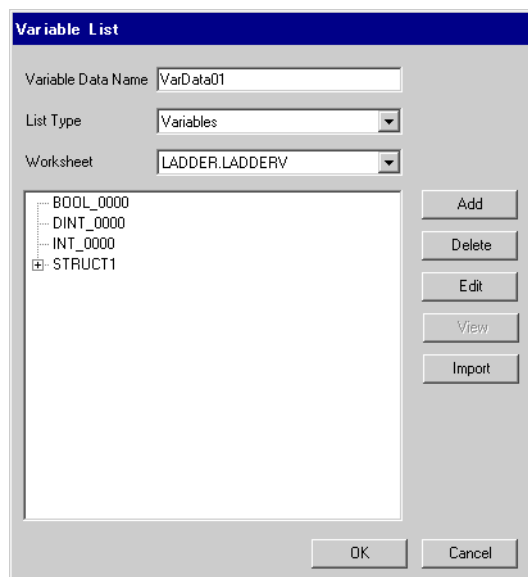 Variable List
Variable Data Name VarData01
List Type Variables
Worksheet LADDER.LADDERV
BOOL_0000
DINT_0000
INT_0000
STRUCT1
Add
Delete
Edit
View
Import
OK Cancel